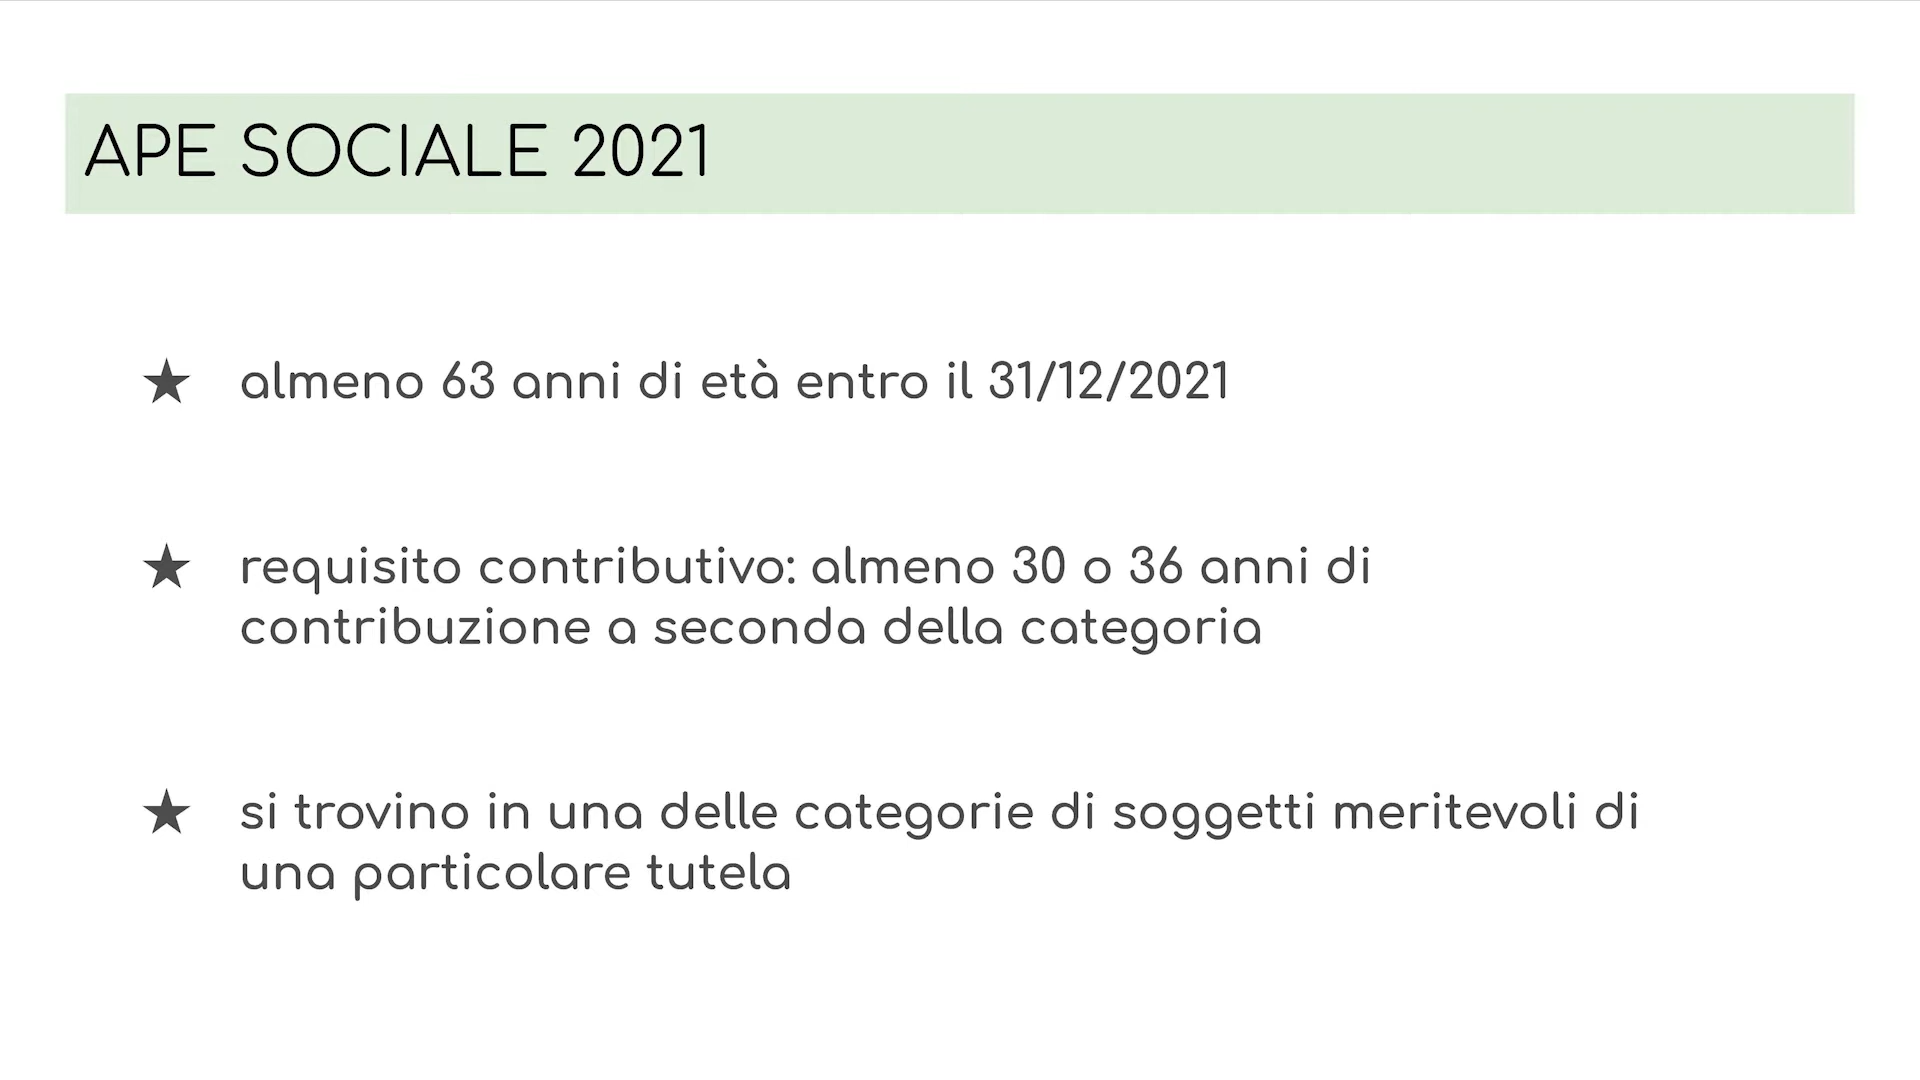 APE SOCIALE 2021
★ almeno 63 anni di età entro il 31/12/2021
★ requisito contributivo: almeno 30 o 36 anni di
contribuzione a seconda della categoria
★ si trovino in una delle categorie di soggetti meritevoli di
una particolare tutela